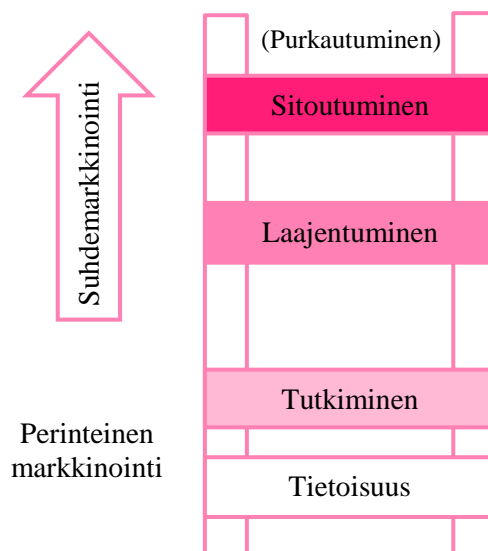 (Purkautuminen)
Sitoutuminen
Suhdemarkkinointi
Laajentuminen
Tutkiminen
Perinteinen
markkinointi
Tietoisuus